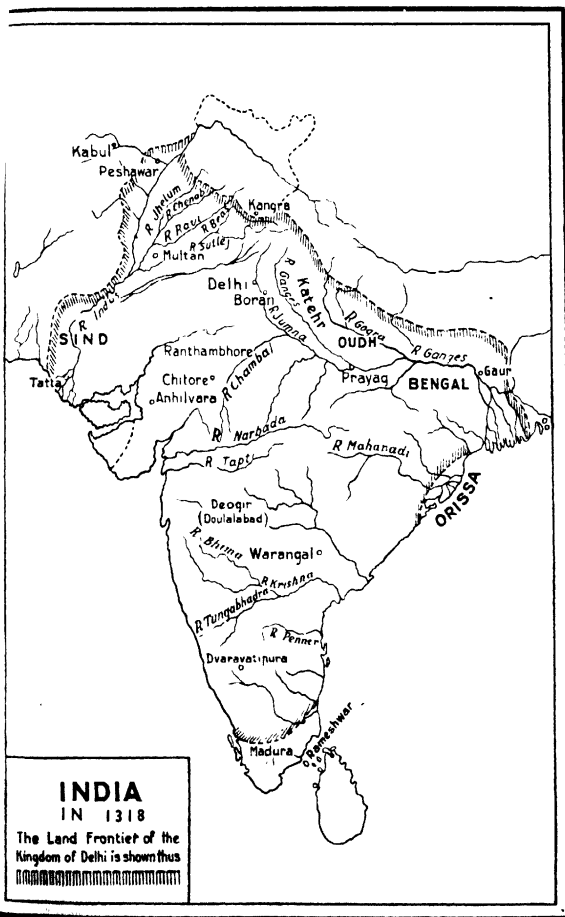 Kabul
Peshawar
R Jhelum
R Chenab
R Ravi
R Beas
R Sutlej
Kangra
Multan
R Indus
Delhi
Boran
R Ganges
Katehr
R Jumna
R Gogra
SIND
Ranthambhore
OUDH
R Ganges
Tatta
Chitore
R Chambal
Prayag
BENGAL
Gaur
Anhilvara
R Narbada
R Mahanadi
R Tapti
ORISSA
Deogir
(Doulalabad)
R. Bhima
Warangal
R Krishna
R Tungabhadra
R Penner
Dvaravatipura
Rameshwar
Madura
INDIA
IN 1318
The Land Frontier of the
Kingdom of Delhi is shown thus